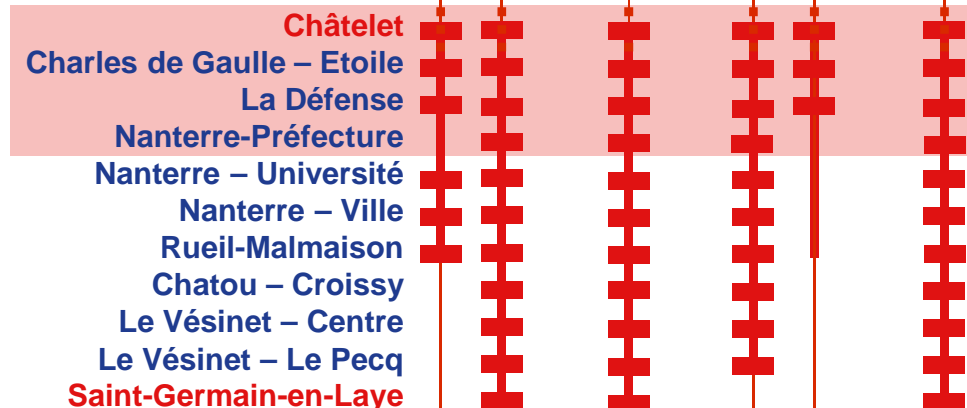 Châtelet
Charles de Gaulle – Etoile
La Défense
Nanterre-Préfecture
Nanterre – Université
Nanterre – Ville
Rueil-Malmaison
Chatou – Croissy
Le Vésinet – Centre
Le Vésinet – Le Pecq
Saint-Germain-en-Laye